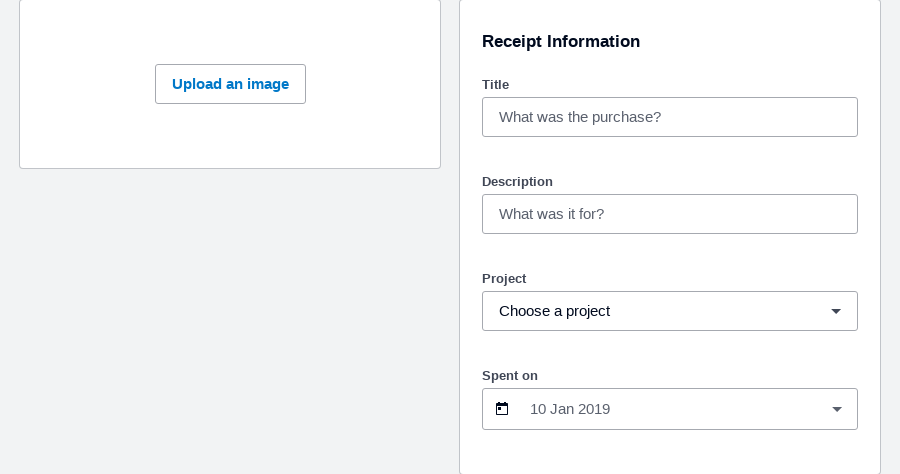 Upload an image
Receipt Information
Title
What was the purchase?
Description
What was it for?
Project
Choose a project
Spent on
10 Jan 2019